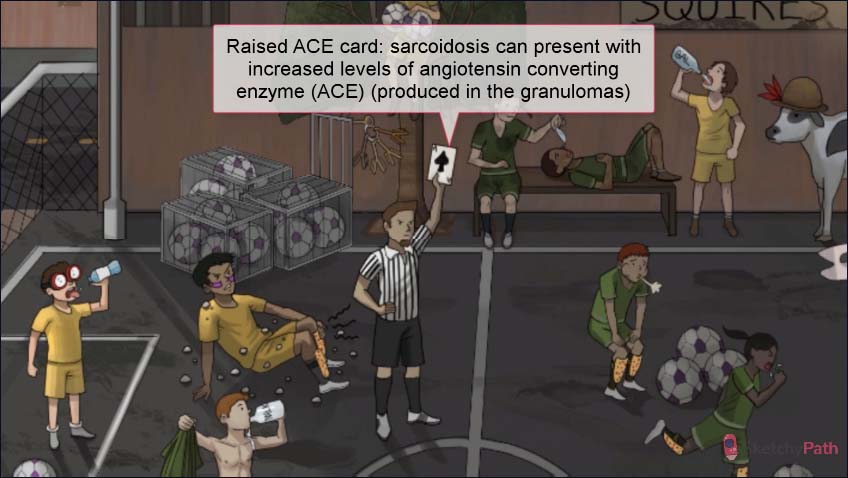 SQUIRES
Raised ACE card: sarcoidosis can present with
increased levels of angiotensin converting
enzyme (ACE) (produced in the granulomas)
SketchyPath